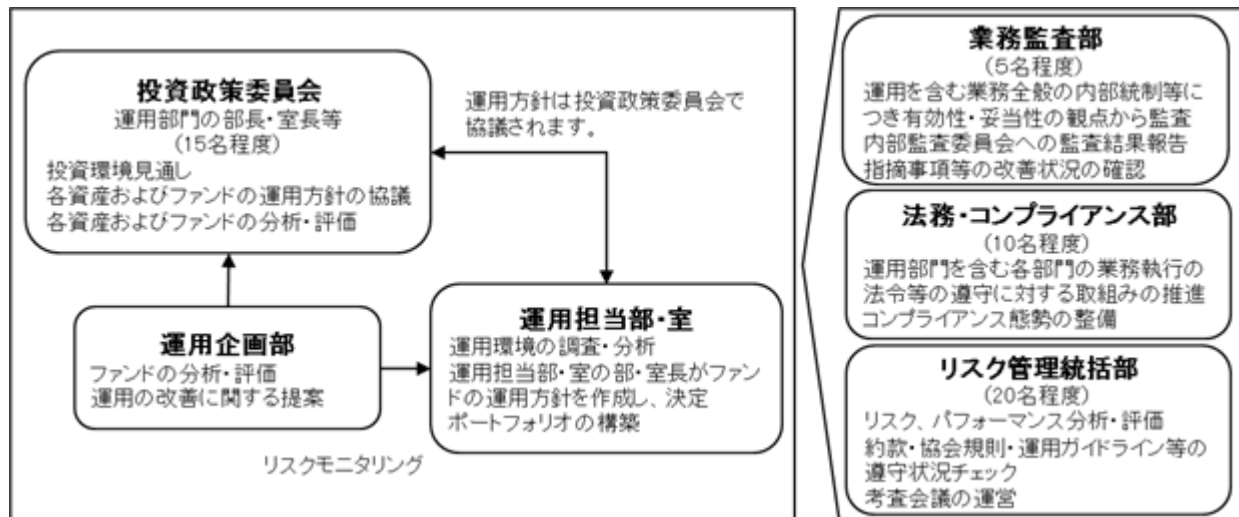 投資政策委員会
運用部門の部長・室長等
(15名程度)
投資環境見通し
各資産およびファンドの運用方針の協議
各資産およびファンドの分析・評価
運用方針は投資政策委員会で
協議されます。
運用企画部
ファンドの分析・評価
運用の改善に関する提案
運用担当部・室
運用環境の調査・分析
運用担当部・室の部・室長がファン
ドの運用方針を作成し、決定
ポートフォリオの構築
リスクモニタリング
業務監査部
(5名程度)
運用を含む業務全般の内部統制等に
つき有効性・妥当性の観点から監査
内部監査委員会への監査結果報告
指摘事項等の改善状況の確認
法務・コンプライアンス部
(10名程度)
運用部門を含む各部門の業務執行の
法令等の遵守に対する取組みの推進
コンプライアンス態勢の整備
リスク管理統括部
(20名程度)
リスク、パフォーマンス分析・評価
約款・協会規則・運用ガイドライン等の
遵守状況チェック
考査会議の運営